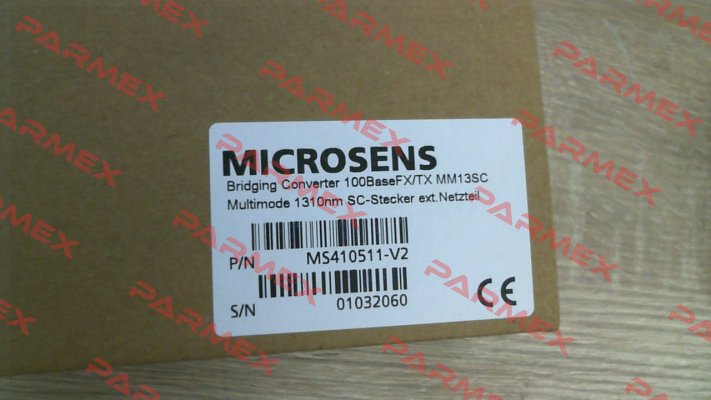 MICROSENS
Bridging Converter 100BaseFX/TX MM13SC
Multimode 1310nm SC-Stecker ext.Netzteil
P/N MS410511-V2
S/N 01032060
CE
PARMEX